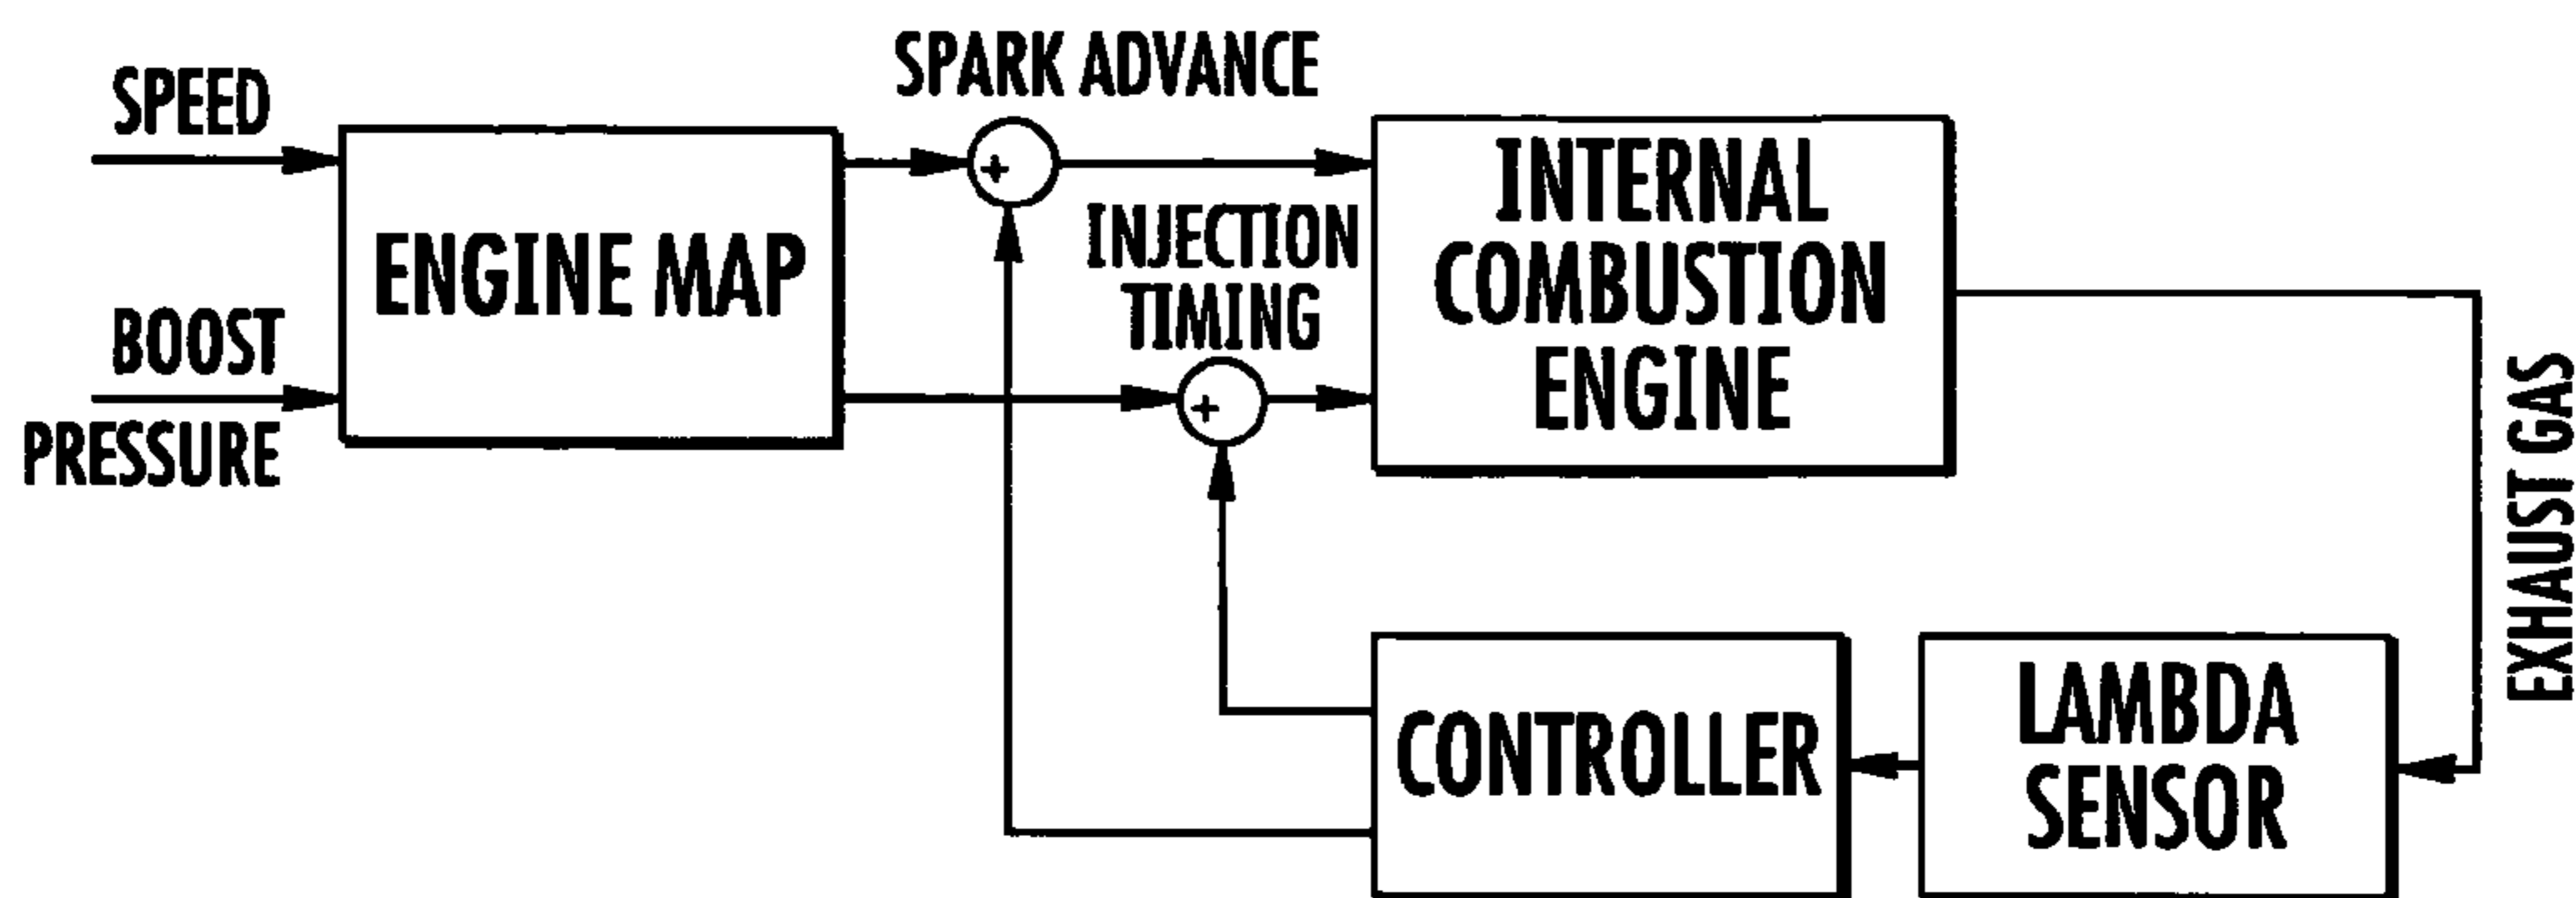 SPEED
BOOST
PRESSURE
ENGINE MAP
SPARK ADVANCE
+
INJECTION
TIMING
+
INTERNAL
COMBUSTION
ENGINE
EXHAUST GAS
CONTROLLER
LAMBDA
SENSOR